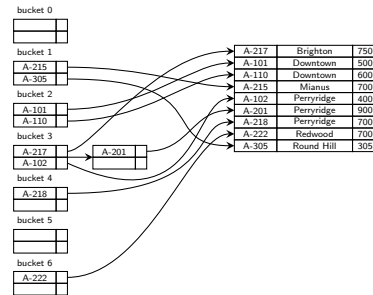 bucket 0
bucket 1
A-215
A-305
bucket 2
A-101
A-110
bucket 3
A-217
A-102
A-201
bucket 4
A-218
bucket 5
bucket 6
A-222
A-217 Brighton 750
A-101 Downtown 500
A-110 Downtown 600
A-215 Mianus 700
A-102 Perryridge 400
A-201 Perryridge 900
A-218 Perryridge 700
A-222 Redwood 700
A-305 Round Hill 305